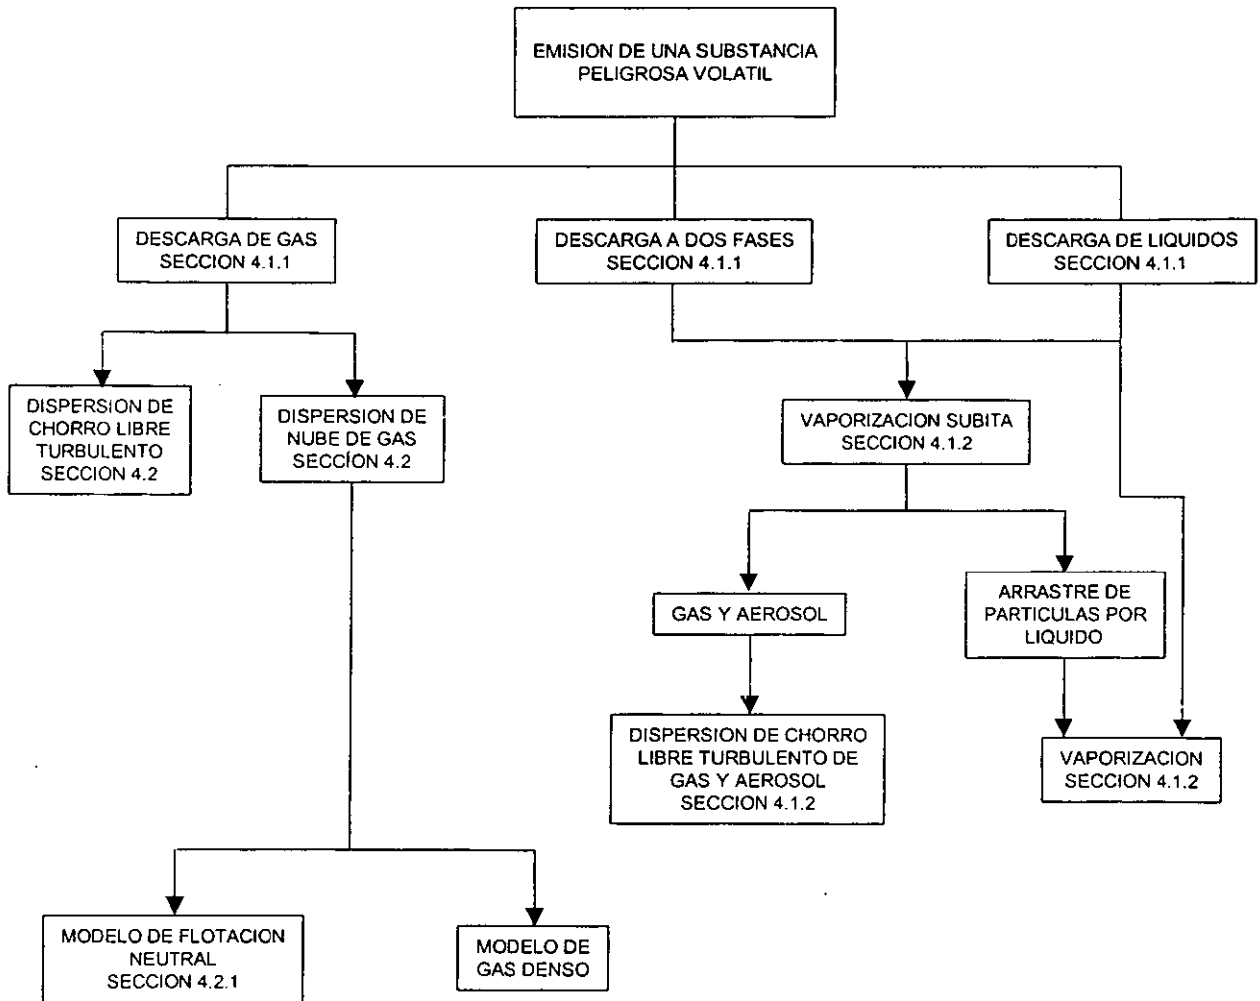 EMISION DE UNA SUBSTANCIA
PELIGROSA VOLATIL
DESCARGA DE GAS
SECCION 4.1.1
DESCARGA A DOS FASES
SECCION 4.1.1
DESCARGA DE LIQUIDOS
SECCION 4.1.1
DISPERSION DE
CHORRO LIBRE
TURBULENTO
SECCION 4.2
DISPERSION DE
NUBE DE GAS
SECCÍON 4.2
VAPORIZACION SUBITA
SECCION 4.1.2
GAS Y AEROSOL
ARRASTRE DE
PARTICULAS POR
LIQUIDO
DISPERSION DE CHORRO
LIBRE TURBULENTO DE
GAS Y AEROSOL
SECCION 4.1.2
VAPORIZACION
SECCION 4.1.2
MODELO DE FLOTACION
NEUTRAL
SECCION 4.2.1
MODELO DE
GAS DENSO